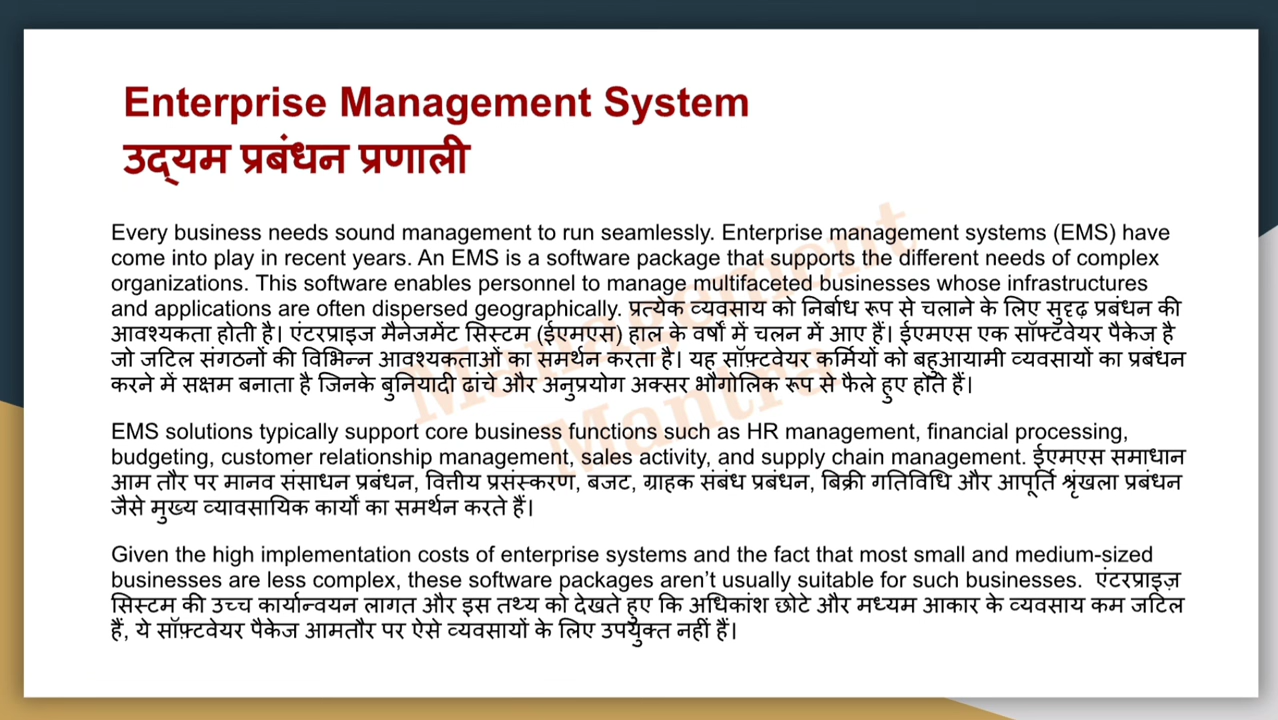 Enterprise Management System
उद्यम प्रबंधन प्रणाली
Every business needs sound management to run seamlessly. Enterprise management systems (EMS) have
come into play in recent years. An EMS is a software package that supports the different needs of complex
organizations. This software enables personnel to manage multifaceted businesses whose infrastructures
and applications are often dispersed geographically. प्रत्येक व्यवसाय को निर्बाध रूप से चलाने के लिए सुदृढ़ प्रबंधन की
आवश्यकता होती है। एंटरप्राइज मैनेजमेंट सिस्टम (ईएमएस) हाल के वर्षों में चलन में आए हैं। ईएमएस एक सॉफ्टवेयर पैकेज है
जो जटिल संगठनों की विभिन्न आवश्यकताओं का समर्थन करता है। यह सॉफ़्टवेयर कर्मियों को बहुआयामी व्यवसायों का प्रबंधन
करने में सक्षम बनाता है जिनके बुनियादी ढांचे और अनुप्रयोग अक्सर भौगोलिक रूप से फैले हुए होते हैं।
EMS solutions typically support core business functions such as HR management, financial processing,
budgeting, customer relationship management, sales activity, and supply chain management. ईएमएस समाधान
आम तौर पर मानव संसाधन प्रबंधन, वित्तीय प्रसंस्करण, बजट, ग्राहक संबंध प्रबंधन, बिक्री गतिविधि और आपूर्ति श्रृंखला प्रबंधन
जैसे मुख्य व्यावसायिक कार्यों का समर्थन करते हैं।
Given the high implementation costs of enterprise systems and the fact that most small and medium-sized
businesses are less complex, these software packages aren’t usually suitable for such businesses. एंटरप्राइज़
सिस्टम की उच्च कार्यान्वयन लागत और इस तथ्य को देखते हुए कि अधिकांश छोटे और मध्यम आकार के व्यवसाय कम जटिल
हैं, ये सॉफ़्टवेयर पैकेज आमतौर पर ऐसे व्यवसायों के लिए उपयुक्त नहीं हैं।
Management
Mantra